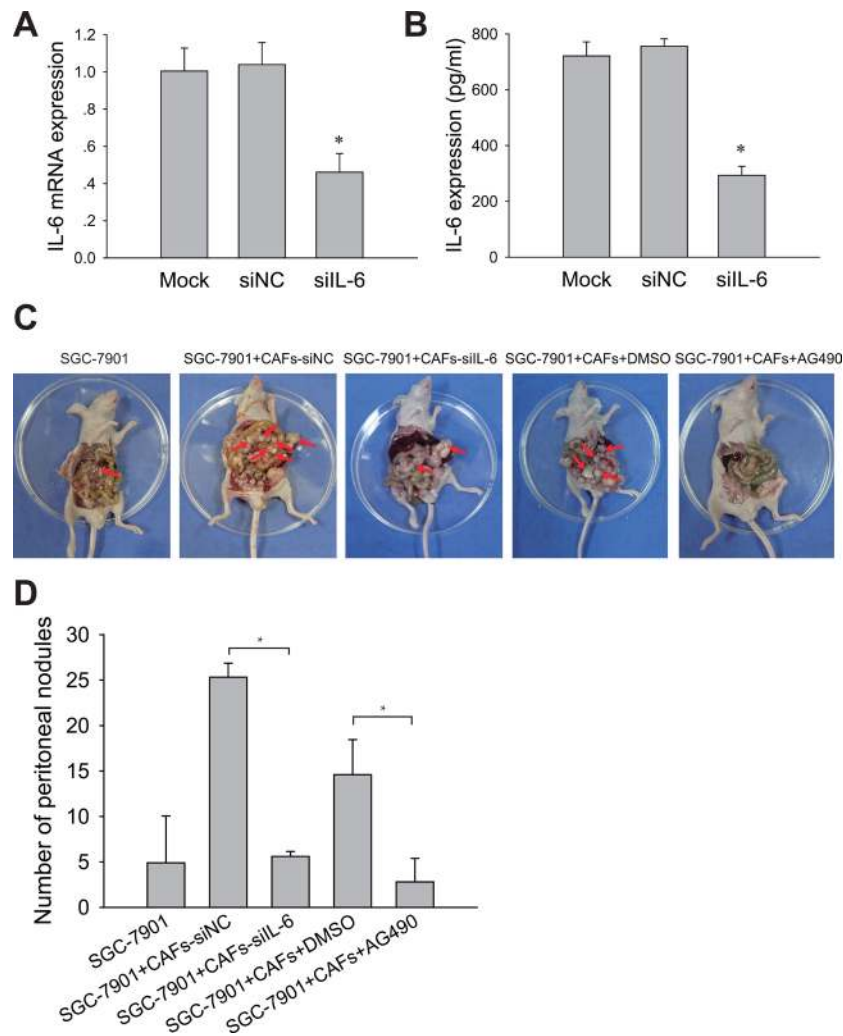 A
IL-6 mRNA expression
1.2
1.0
.8
.6
.4
.2
0.0
*
Mock siNC siIL-6
B
IL-6 expression (pg/ml)
800
600
400
200
0
*
Mock siNC siIL-6
C
SGC-7901 SGC-7901+CAFs-siNC SGC-7901+CAFs-siIL-6 SGC-7901+CAFs+DMSO SGC-7901+CAFs+AG490
D
Number of peritoneal nodules
30
25
20
15
10
5
0
*
*
SGC-7901
SGC-7901+CAFs-siNC
SGC-7901+CAFs-siIL-6
SGC-7901+CAFs+DMSO
SGC-7901+CAFs+AG490